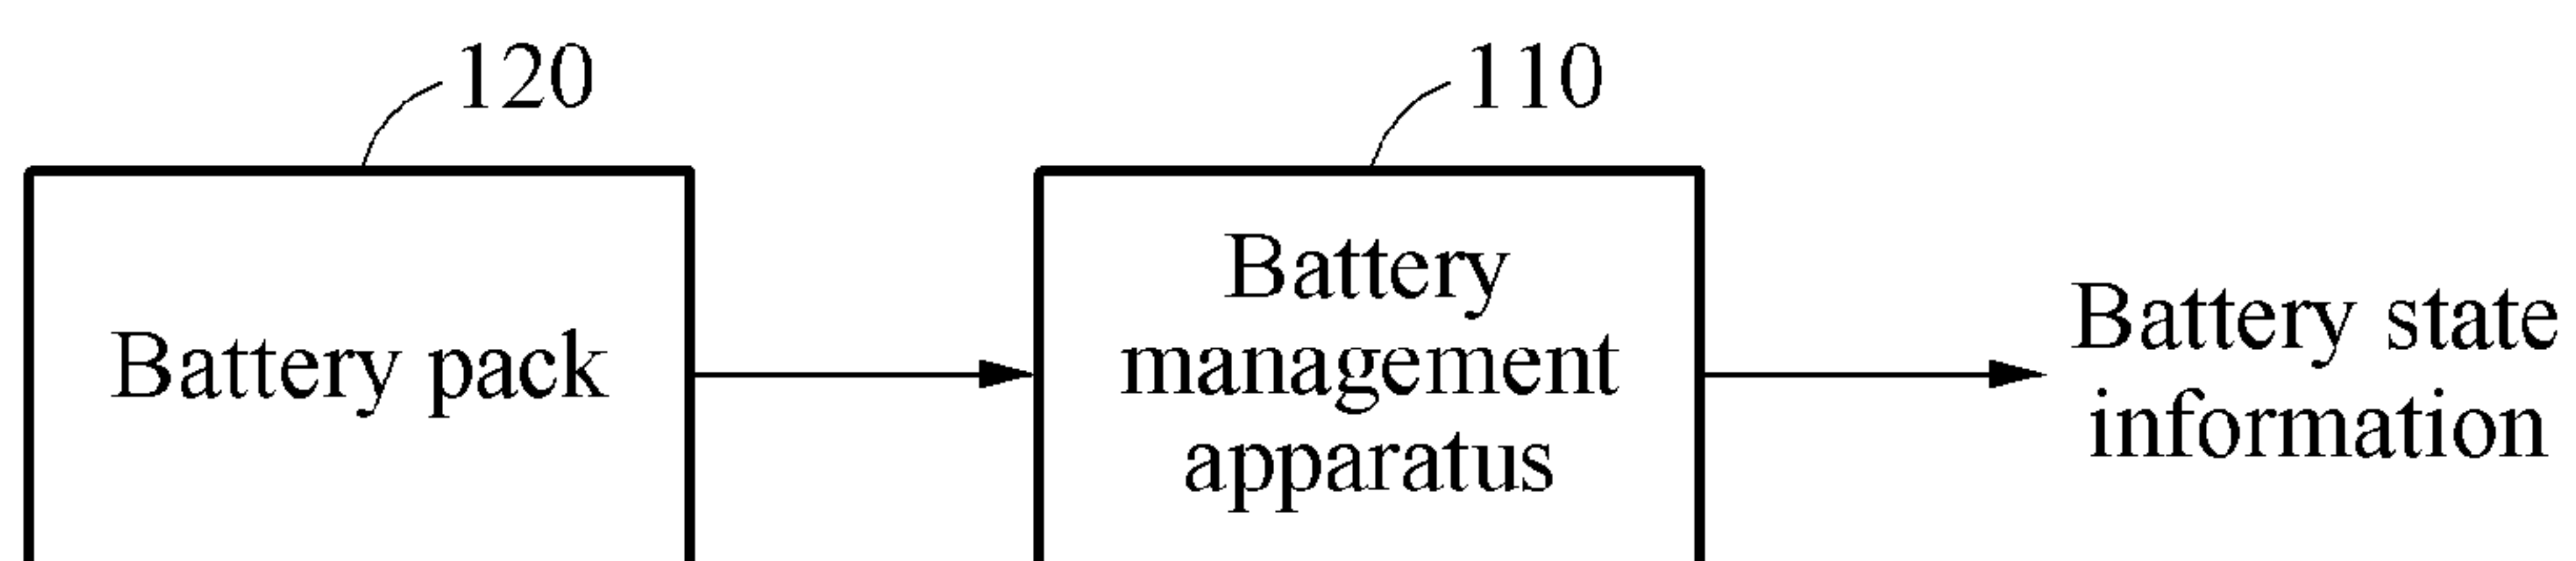 120
110
Battery pack
Battery
management
apparatus
Battery state
information